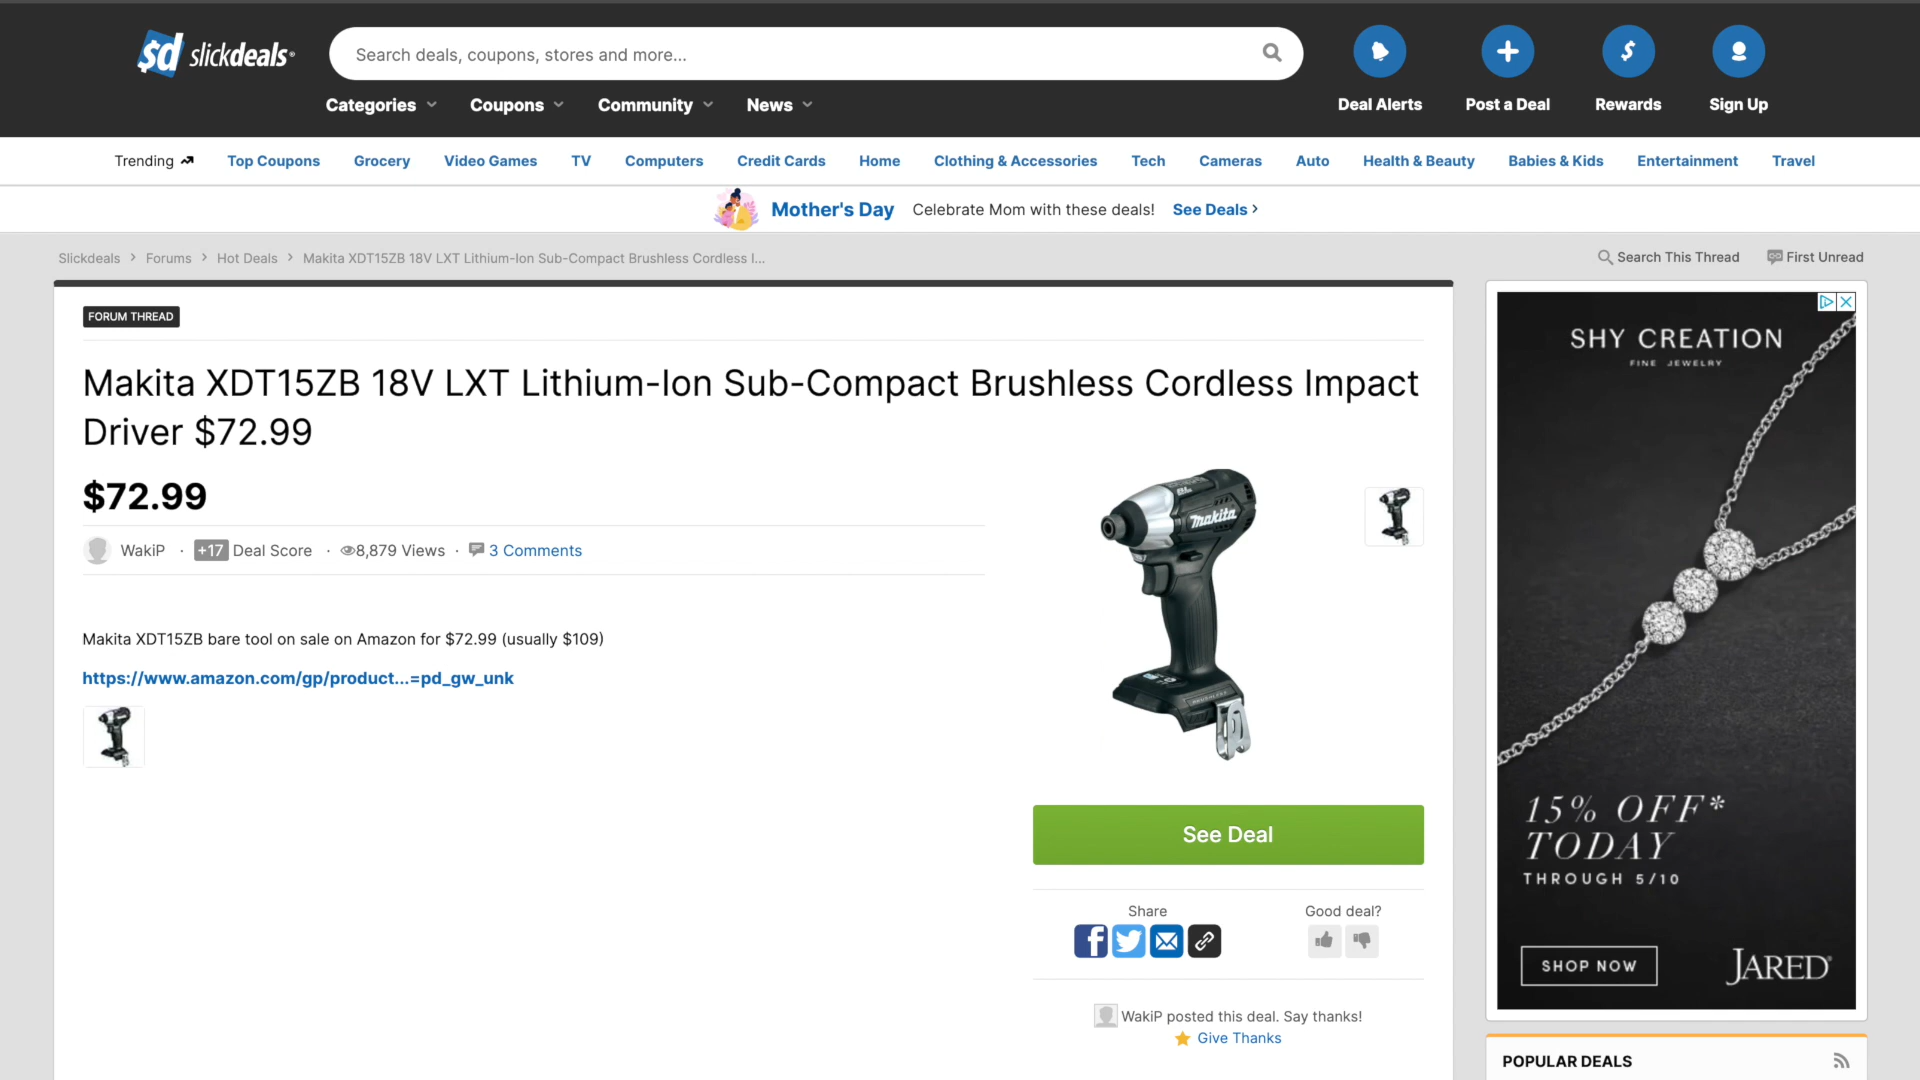 $d slickdeals
Search deals, coupons, stores and more...
Categories Coupons Community News
Deal Alerts Post a Deal Rewards Sign Up
Trending Top Coupons Grocery Video Games TV Computers Credit Cards Home Clothing & Accessories Tech Cameras Auto Health & Beauty Babies & Kids Entertainment Travel
Mother's Day Celebrate Mom with these deals! See Deals
Slickdeals Forums Hot Deals Makita XDT15ZB 18V LXT Lithium-Ion Sub-Compact Brushless Cordless I...
Search This Thread First Unread
FORUM THREAD
Makita XDT15ZB 18V LXT Lithium-Ion Sub-Compact Brushless Cordless Impact
Driver $72.99
$72.99
WakiP · +17 Deal Score · 8,879 Views · 3 Comments
Makita XDT15ZB bare tool on sale on Amazon for $72.99 (usually $109)
https://www.amazon.com/gp/product...=pd_gw_unk
makita
See Deal
Share
Good deal?
WakiP posted this deal. Say thanks!
Give Thanks
SHY CREATION
FINE JEWELRY
15% OFF*
TODAY
THROUGH 5/10
SHOP NOW
JARED
POPULAR DEALS